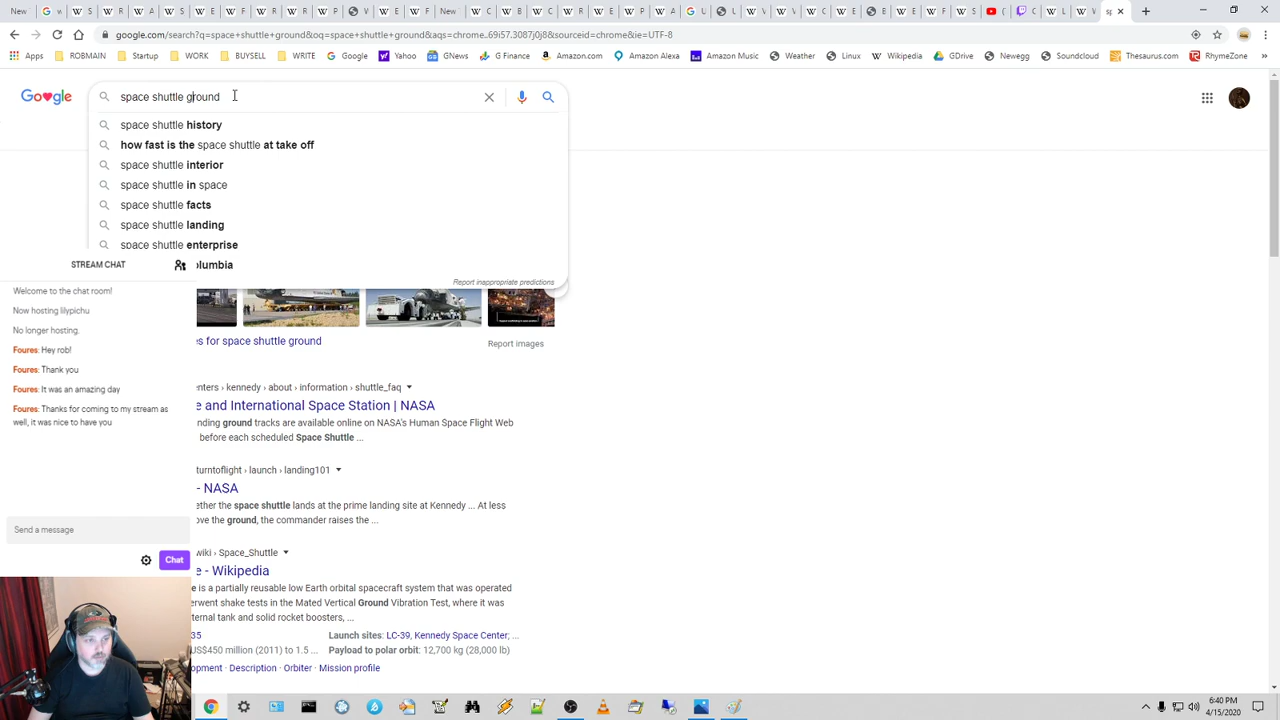 google.com/search?q=space+shuttle+ground&oq=space+shuttle+ground&aqs=chrome..69i57.3087j0j8&sourceid=chrome&ie=UTF-8
Apps ROBMAIN Startup WORK BUYSELL WRITE Google Yahoo GNews G Finance Amazon.com Amazon Alexa Amazon Music Weather Wikipedia GDrive Newegg Thesaurus.com RhymeZone
Google
space shuttle ground
space shuttle history
how fast is the space shuttle at take off
space shuttle interior
space shuttle in space
space shuttle facts
space shuttle landing
space shuttle enterprise
olumbia
Report inappropriate predictions
STREAM CHAT
Welcome to the chat room!
Now hosting lilypichu
No longer hosting.
Foures: Hey rob!
Foures: Thank you
Foures: It was an amazing day
Foures: Thanks for coming to my stream as
well, it was nice to have you
Send a message
Chat
es for space shuttle ground
Report images
enters › kennedy › about › information › shuttle_faq
e and International Space Station | NASA
nding ground tracks are available online on NASA's Human Space Flight Web
before each scheduled Space Shuttle ...
turntoflight › launch › landing101
- NASA
ether the space shuttle lands at the prime landing site at Kennedy ... At less
ove the ground, the commander raises the ...
wiki › Space_Shuttle
e - Wikipedia
e is a partially reusable low Earth orbital spacecraft system that was operated
erwent shake tests in the Mated Vertical Ground Vibration Test, where it was
ternal tank and solid rocket boosters, ...
35 Launch sites: LC-39, Kennedy Space Center; ...
US$450 million (2011) to 1.5 ... Payload to polar orbit: 12,700 kg (28,000 lb)
opment · Description · Orbiter · Mission profile
6:40 PM
4/15/2020